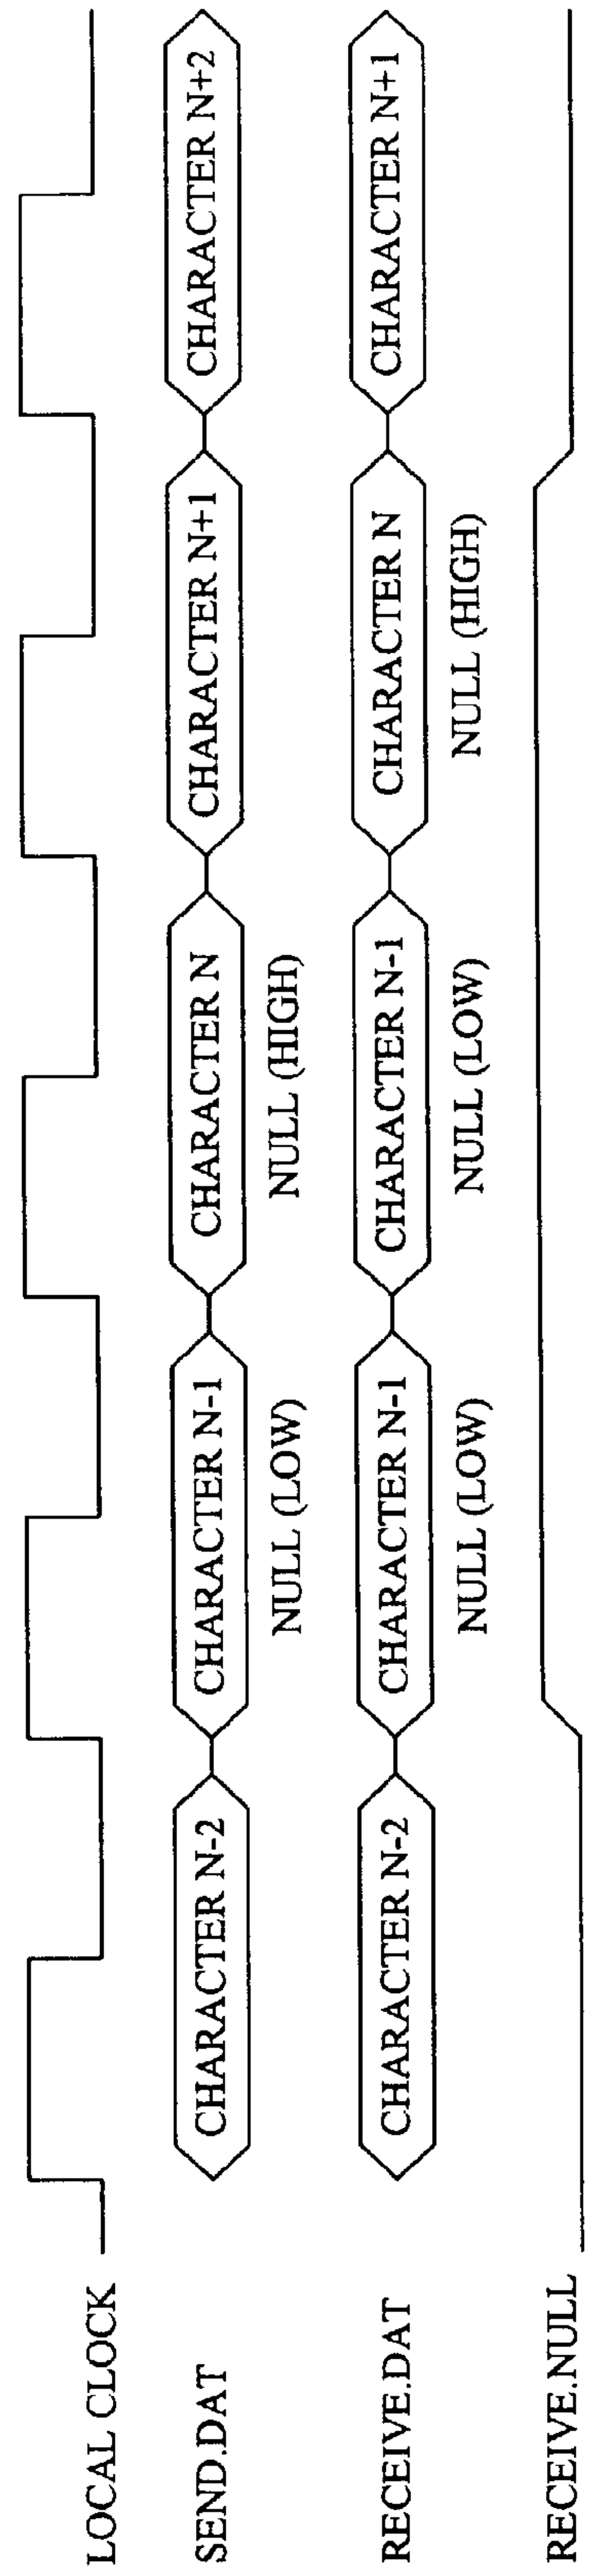 LOCAL CLOCK
SEND.DAT
CHARACTER N-2
CHARACTER N-1
CHARACTER N
CHARACTER N+1
CHARACTER N+2
NULL (LOW)
NULL (HIGH)
RECEIVE.DAT
CHARACTER N-2
CHARACTER N-1
CHARACTER N-1
CHARACTER N
CHARACTER N+1
NULL (LOW)
NULL (LOW)
NULL (HIGH)
RECEIVE.NULL